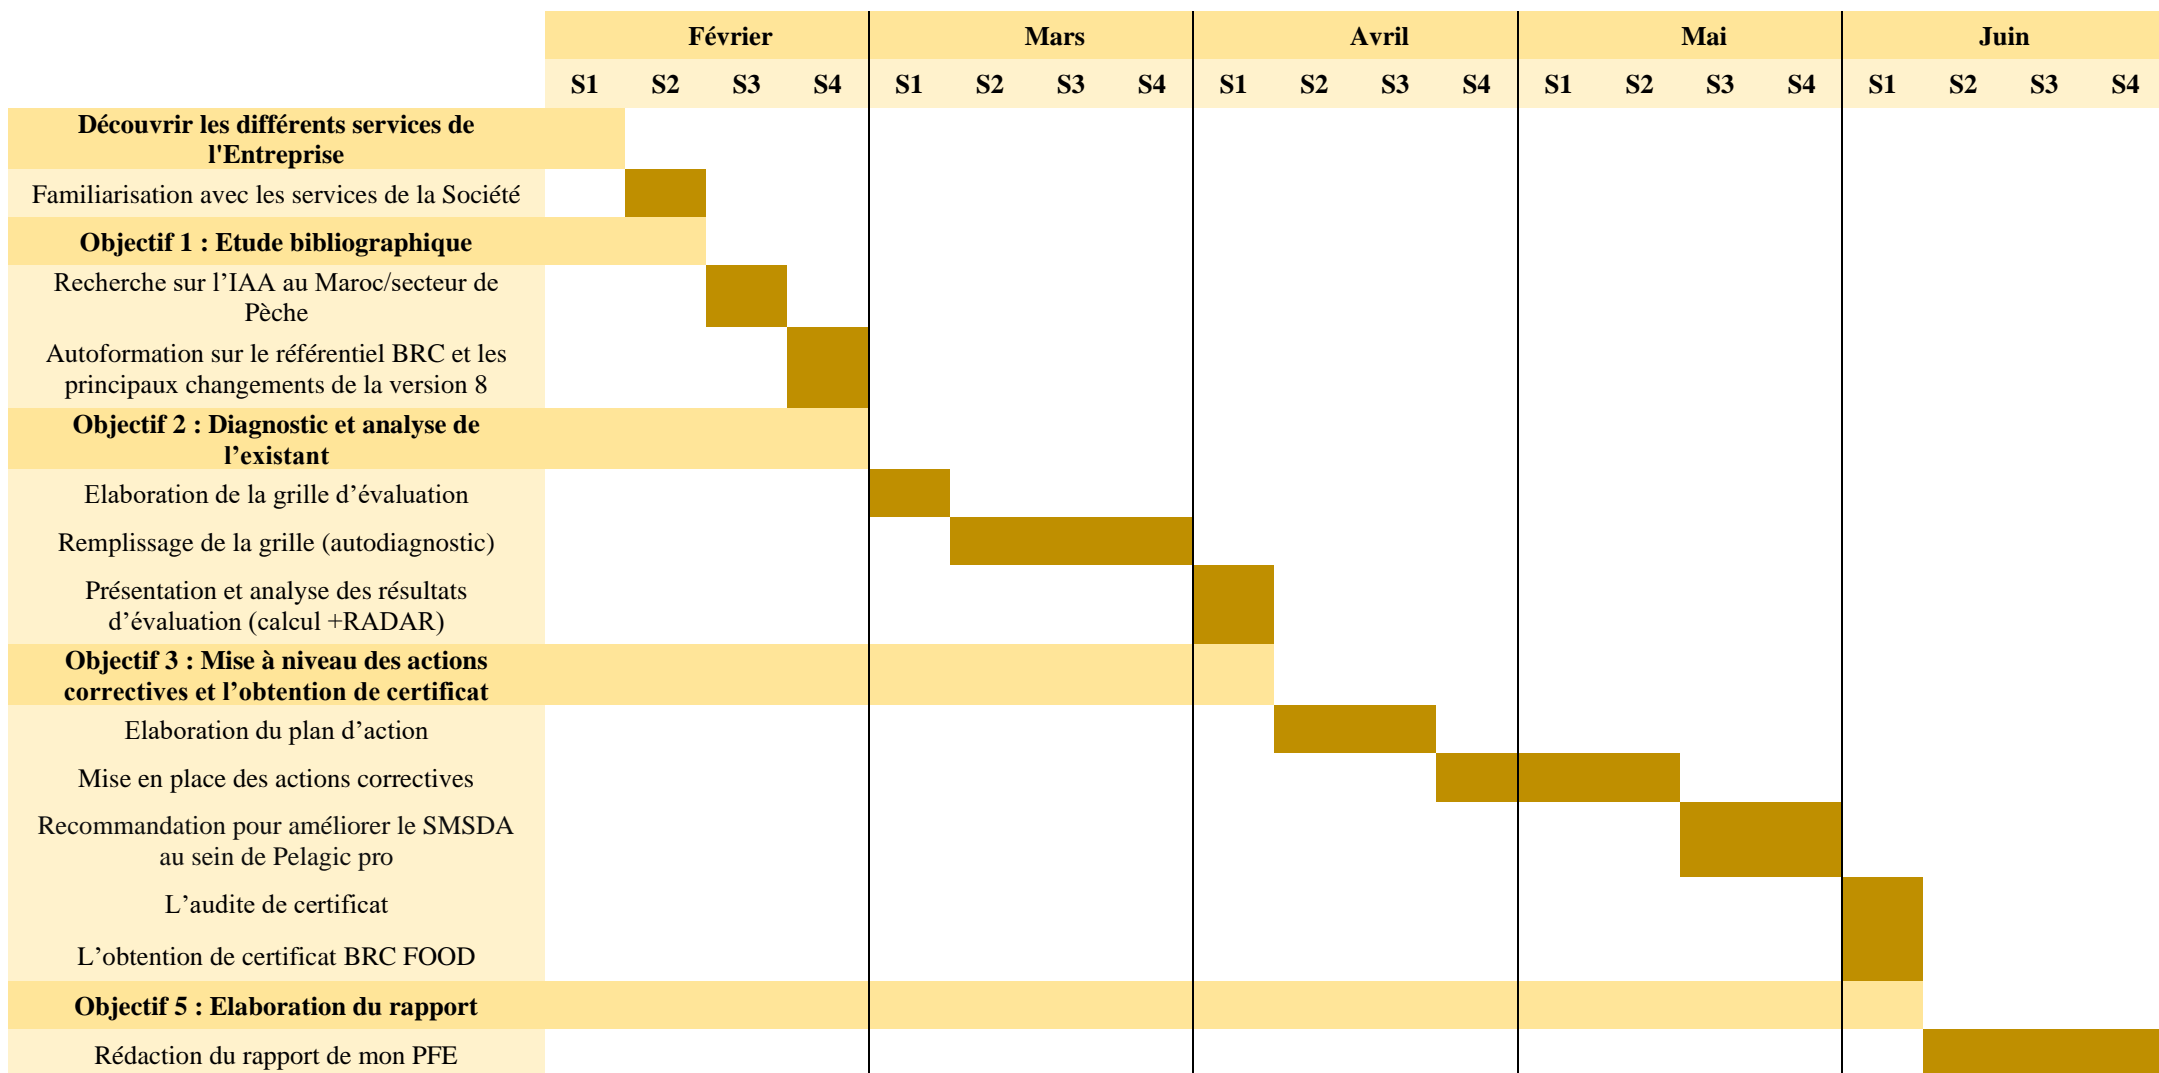 Février Mars Avril Mai Juin
S1 S2 S3 S4 S1 S2 S3 S4 S1 S2 S3 S4 S1 S2 S3 S4 S1 S2 S3 S4
Découvrir les différents services de
l'Entreprise
Familiarisation avec les services de la Société
Objectif 1 : Etude bibliographique
Recherche sur l’IAA au Maroc/secteur de
Pèche
Autoformation sur le référentiel BRC et les
principaux changements de la version 8
Objectif 2 : Diagnostic et analyse de
l’existant
Elaboration de la grille d’évaluation
Remplissage de la grille (autodiagnostic)
Présentation et analyse des résultats
d’évaluation (calcul +RADAR)
Objectif 3 : Mise à niveau des actions
correctives et l’obtention de certificat
Elaboration du plan d’action
Mise en place des actions correctives
Recommandation pour améliorer le SMSDA
au sein de Pelagic pro
L’audite de certificat
L’obtention de certificat BRC FOOD
Objectif 5 : Elaboration du rapport
Rédaction du rapport de mon PFE